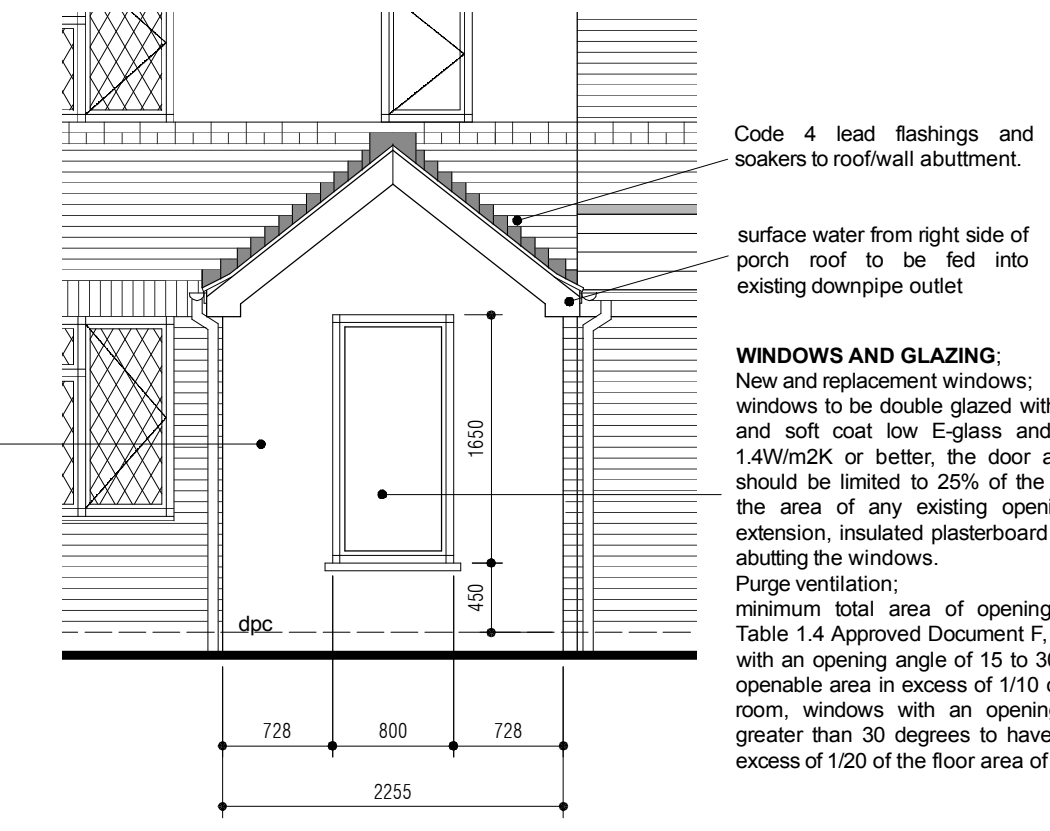 Code 4 lead flashings and
soakers to roof/wall abuttment.
surface water from right side of
porch roof to be fed into
existing downpipe outlet
WINDOWS AND GLAZING;
New and replacement windows;
windows to be double glazed with
and soft coat low E-glass and
1.4W/m2K or better, the door a
should be limited to 25% of the
the area of any existing openi
extension, insulated plasterboard
abutting the windows.
Purge ventilation;
minimum total area of opening
Table 1.4 Approved Document F,
with an opening angle of 15 to 30
openable area in excess of 1/10 o
room, windows with an opening
greater than 30 degrees to have
excess of 1/20 of the floor area of
1650
450
dpc
728 800 728
2255